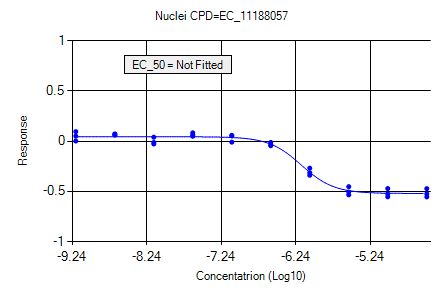 Nuclei CPD=EC_11188057
EC_50 = Not Fitted
Response
1
0.5
0
-0.5
-1
-9.24 -8.24 -7.24 -6.24 -5.24
Concentatrion (Log10)